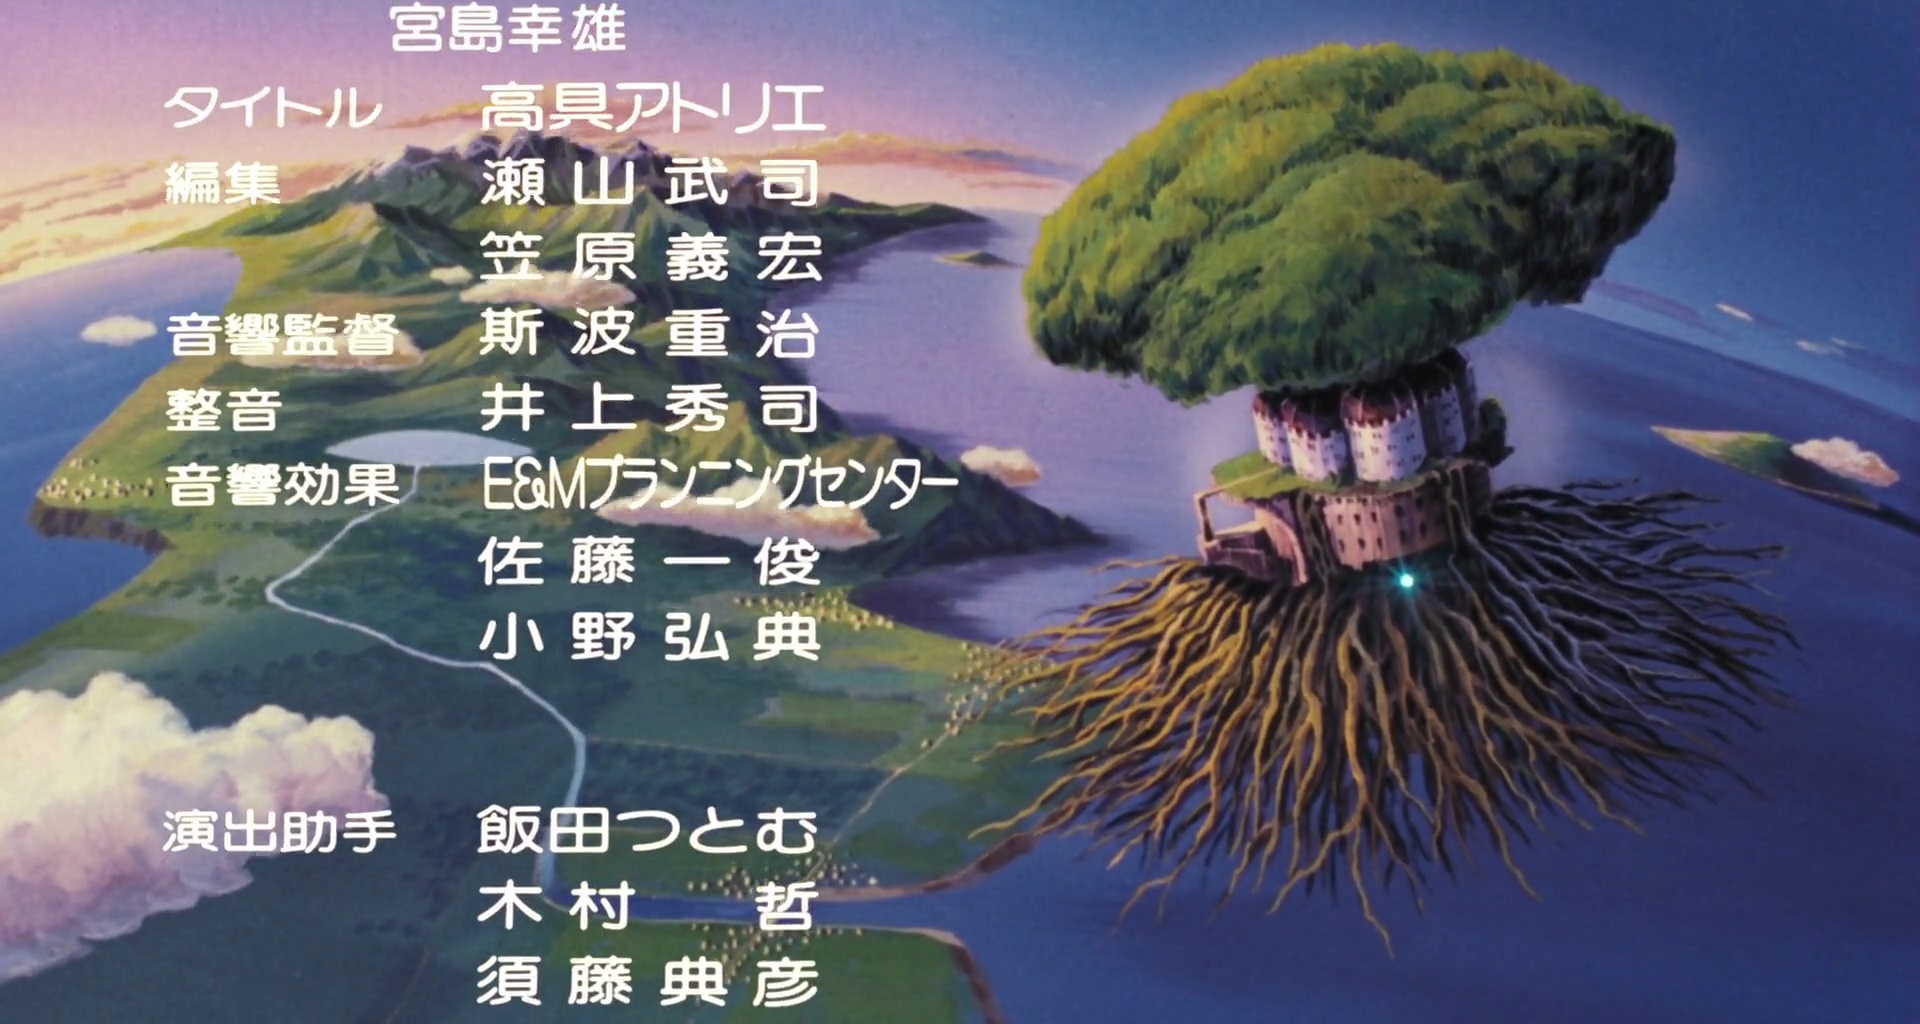 宮島幸雄
タイトル 高具アトリエ
編集 瀬山武司
笠原義宏
音響監督 斯波重治
整音 井上秀司
音響効果 E&Mプランニングセンター
佐藤一俊
小野弘典
演出助手 飯田つとむ
木村 哲
須藤典彦